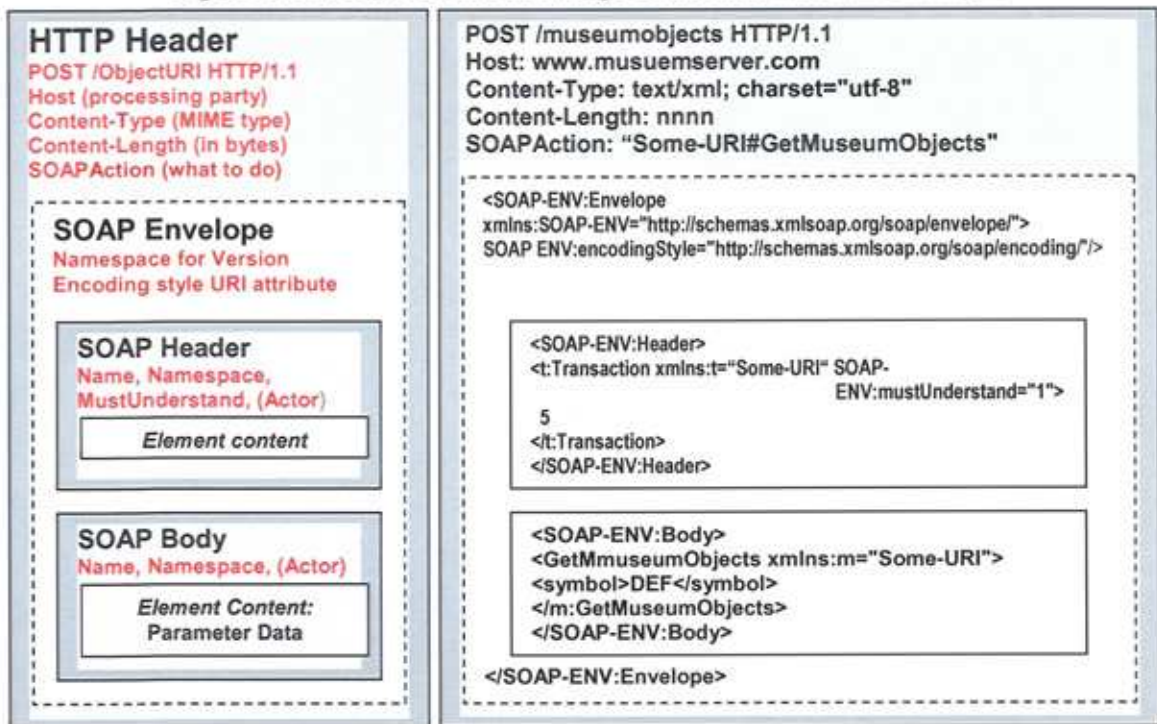 HTTP Header
POST /ObjectURI HTTP/1.1
Host (processing party)
Content-Type (MIME type)
Content-Length (in bytes)
SOAPAction (what to do)
SOAP Envelope
Namespace for Version
Encoding style URI attribute
SOAP Header
Name, Namespace,
MustUnderstand, (Actor)
Element content
SOAP Body
Name, Namespace, (Actor)
Element Content:
Parameter Data
POST /museumobjects HTTP/1.1
Host: www.musuemserver.com
Content-Type: text/xml; charset="utf-8"
Content-Length: nnnn
SOAPAction: “Some-URI#GetMuseumObjects"
<SOAP-ENV:Envelope
xmlns:SOAP-ENV="http://schemas.xmlsoap.org/soap/envelope/">
SOAP ENV:encodingStyle="http://schemas.xmlsoap.org/soap/encoding/"/>
<SOAP-ENV:Header>
<t:Transaction xmlns:t=“Some-URI“ SOAP-
ENV:mustUnderstand="1">
5
</t:Transaction>
</SOAP-ENV:Header>
<SOAP-ENV:Body>
<GetMmuseumObjects xmlns:m="Some-URI">
<symbol>DEF</symbol>
</m:GetMuseumObjects>
</SOAP-ENV:Body>
</SOAP-ENV:Envelope>